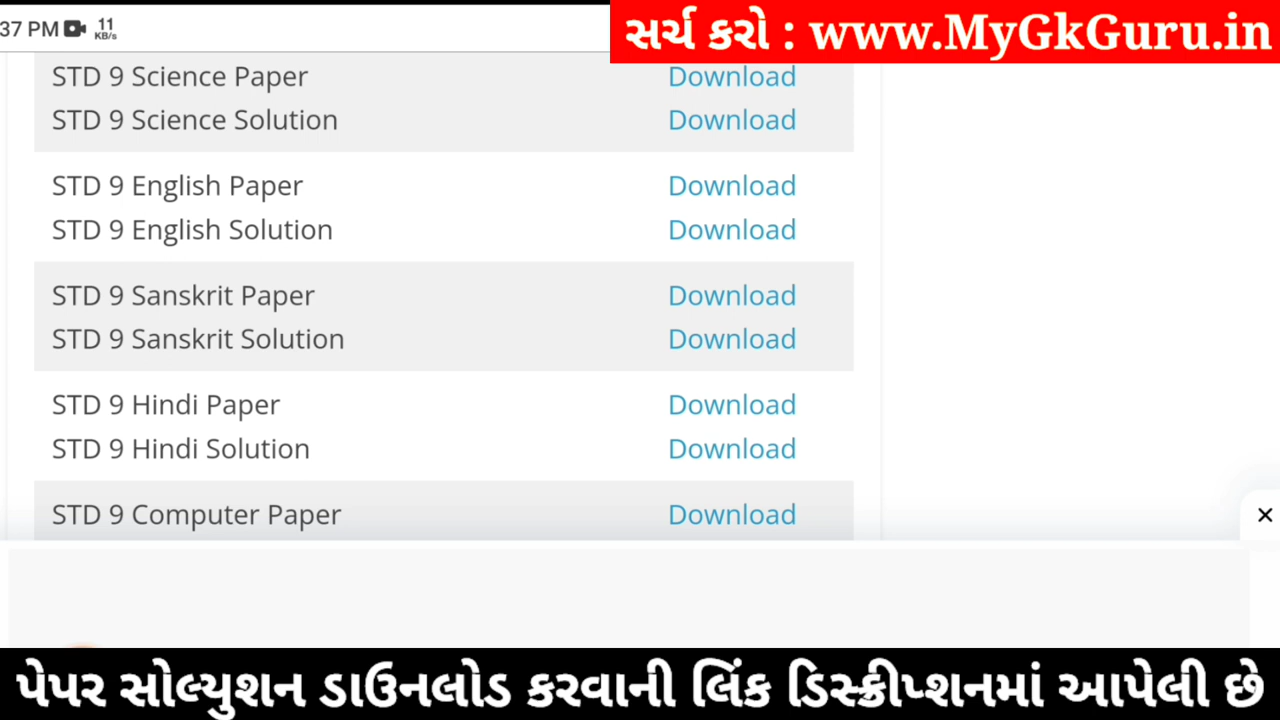 37 PM 11 KB/s
સર્ચ કરો : www.MyGkGuru.in
STD 9 Science Paper Download
STD 9 Science Solution Download
STD 9 English Paper Download
STD 9 English Solution Download
STD 9 Sanskrit Paper Download
STD 9 Sanskrit Solution Download
STD 9 Hindi Paper Download
STD 9 Hindi Solution Download
STD 9 Computer Paper Download
પેપર સોલ્યુશન ડાઉનલોડ કરવાની લિંક ડિસ્ક્રીપ્શનમાં આપેલી છે